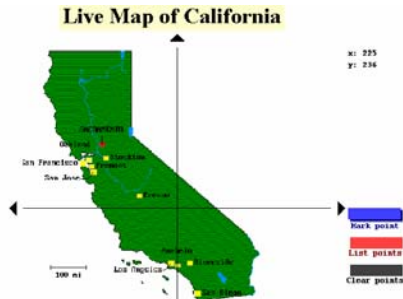 Live Map of California
x: 225
y: 236
SACRAMENTO
Oakland
Stockton
San Francisco
Fremont
San Jose
Fresno
Anaheim
Los Angeles
Riverside
San Diego
100 mi
Mark point
List points
Clear points